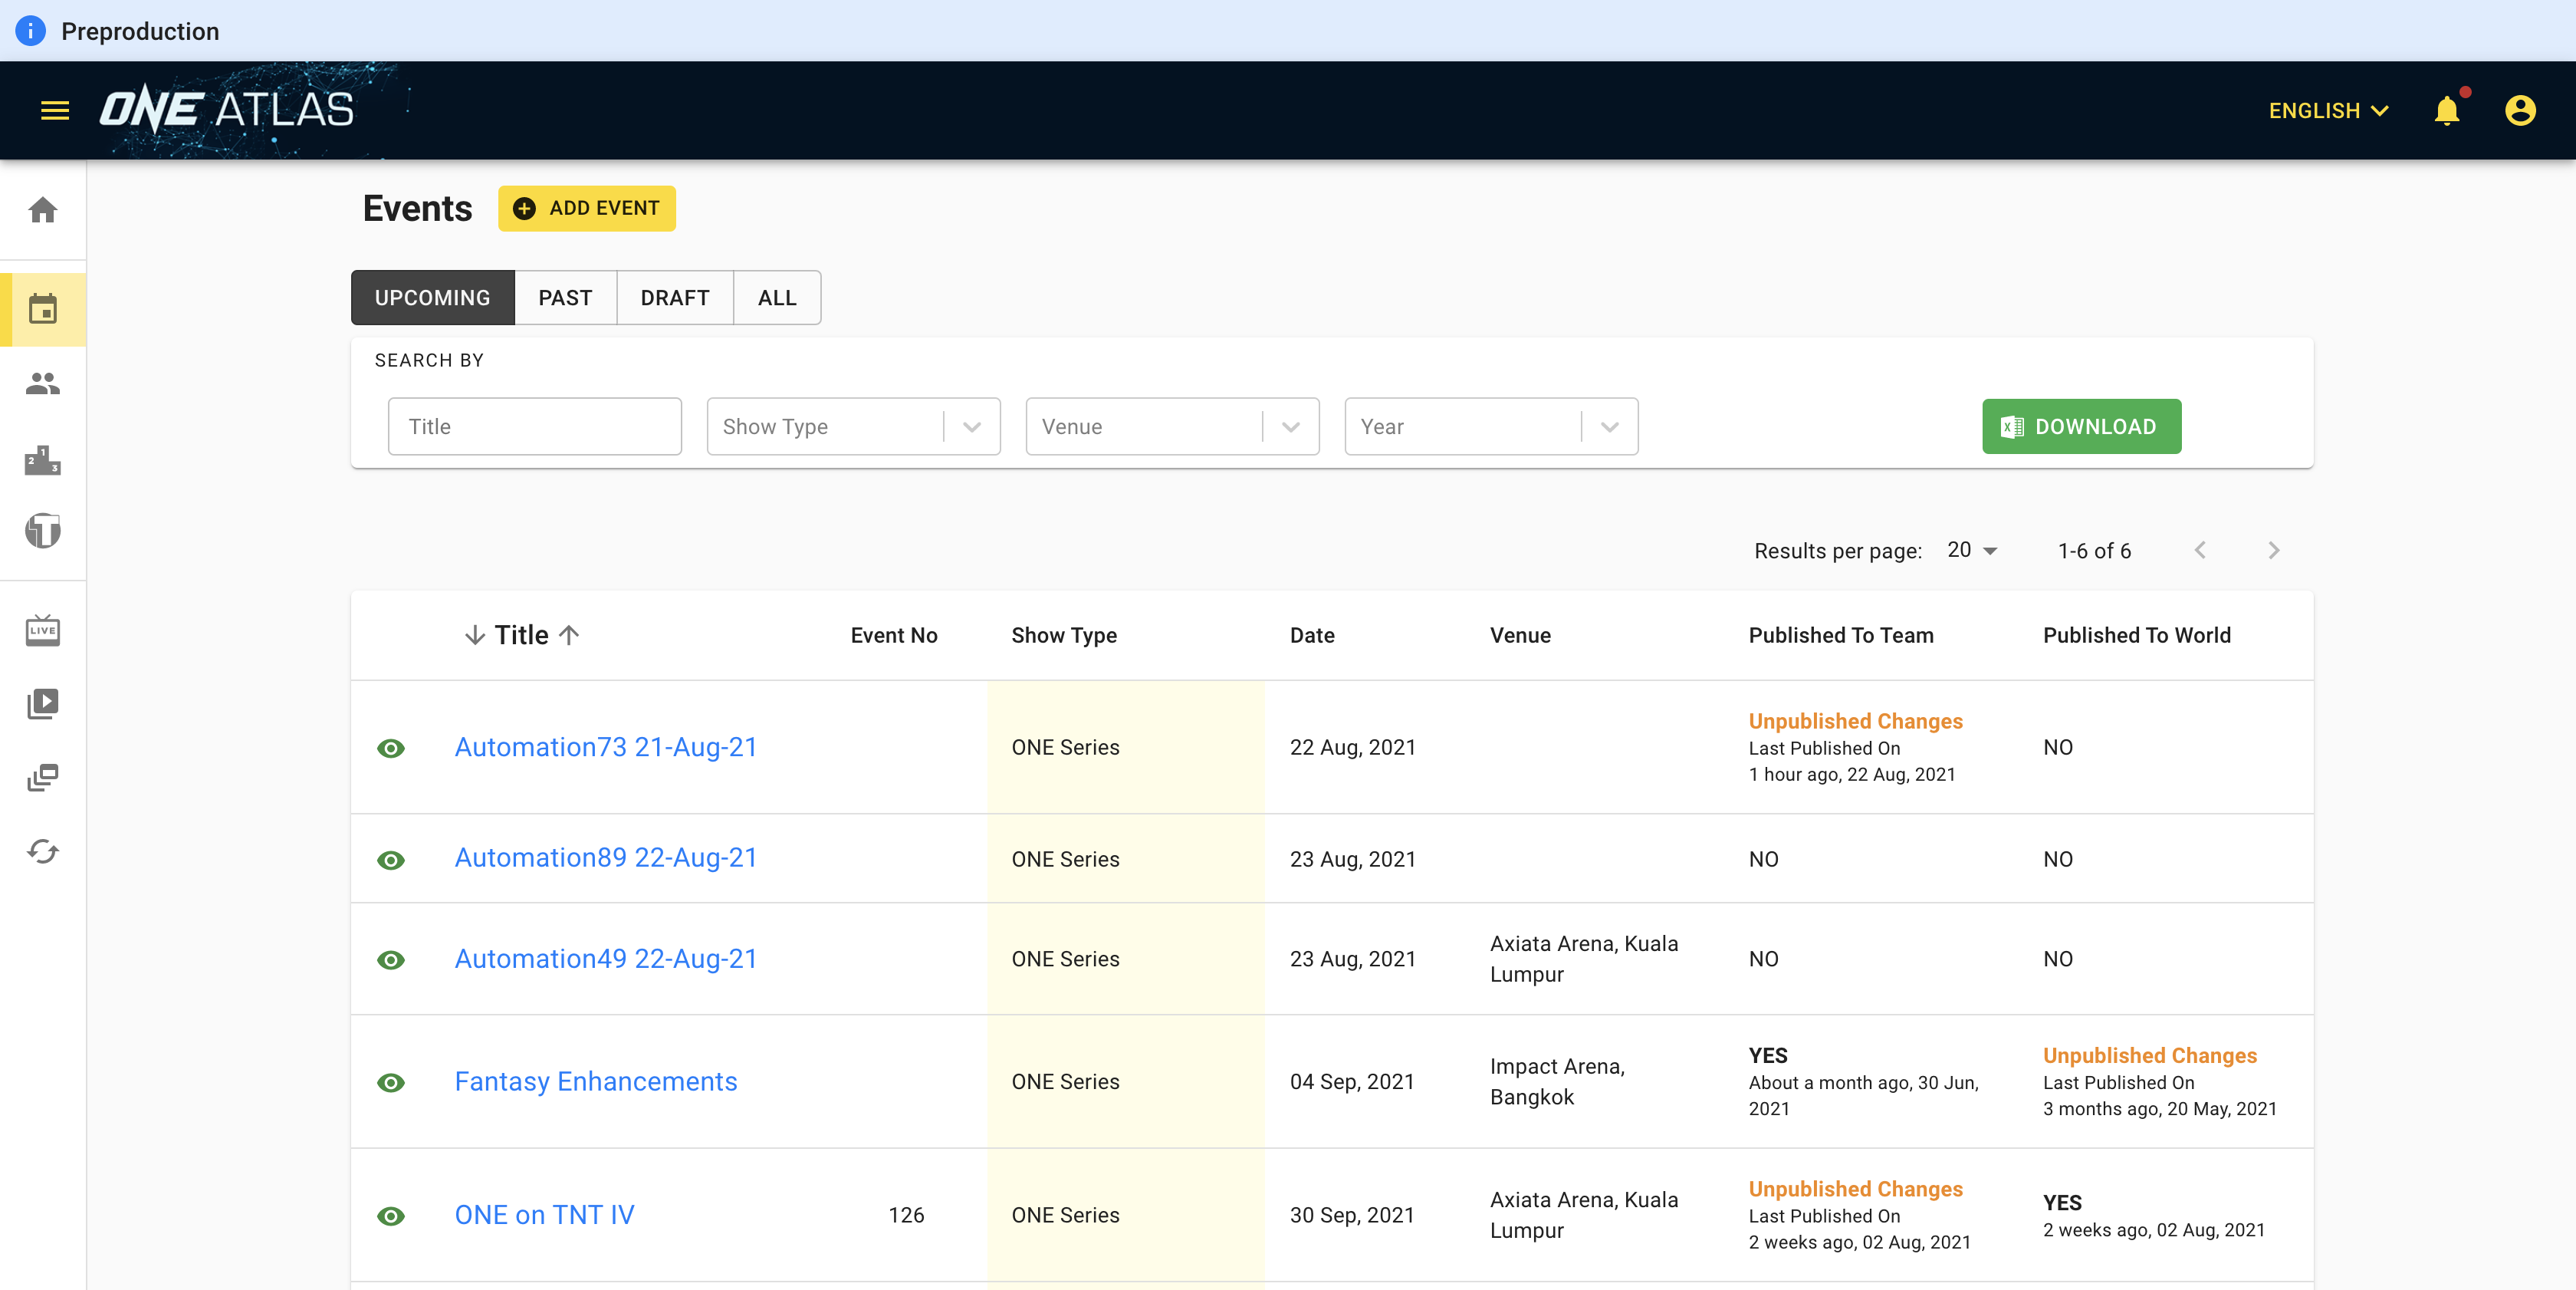 Preproduction
ONE ATLAS
ENGLISH
Events
ADD EVENT
UPCOMING
PAST
DRAFT
ALL
SEARCH BY
Title
Show Type
Venue
Year
DOWNLOAD
Results per page:
20
1-6 of 6
Title
Event No
Show Type
Date
Venue
Published To Team
Published To World
Automation73 21-Aug-21
ONE Series
22 Aug, 2021
Unpublished Changes
Last Published On
1 hour ago, 22 Aug, 2021
NO
Automation89 22-Aug-21
ONE Series
23 Aug, 2021
NO
NO
Automation49 22-Aug-21
ONE Series
23 Aug, 2021
Axiata Arena, Kuala
Lumpur
NO
NO
Fantasy Enhancements
ONE Series
04 Sep, 2021
Impact Arena,
Bangkok
YES
About a month ago, 30 Jun,
2021
Unpublished Changes
Last Published On
3 months ago, 20 May, 2021
ONE on TNT IV
126
ONE Series
30 Sep, 2021
Axiata Arena, Kuala
Lumpur
Unpublished Changes
Last Published On
2 weeks ago, 02 Aug, 2021
YES
2 weeks ago, 02 Aug, 2021
2 1 3
T
LIVE